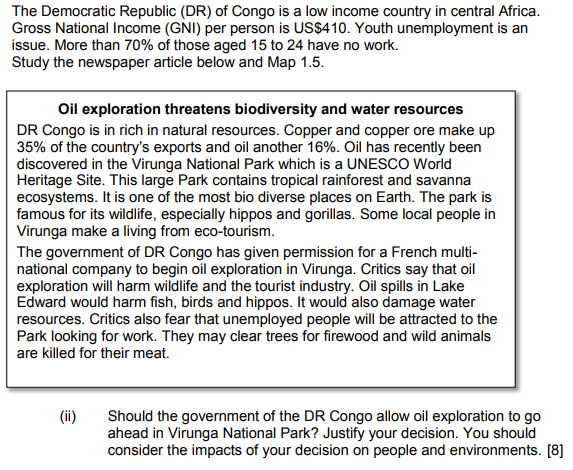 The Democratic Republic (DR) of Congo is a low income country in central Africa.
Gross National Income (GNI) per person is US$410. Youth unemployment is an
issue. More than 70% of those aged 15 to 24 have no work.
Study the newspaper article below and Map 1.5.
Oil exploration threatens biodiversity and water resources
DR Congo is in rich in natural resources. Copper and copper ore make up
35% of the country's exports and oil another 16%. Oil has recently been
discovered in the Virunga National Park which is a UNESCO World
Heritage Site. This large Park contains tropical rainforest and savanna
ecosystems. It is one of the most bio diverse places on Earth. The park is
famous for its wildlife, especially hippos and gorillas. Some local people in
Virunga make a living from eco-tourism.
The government of DR Congo has given permission for a French multi-
national company to begin oil exploration in Virunga. Critics say that oil
exploration will harm wildlife and the tourist industry. Oil spills in Lake
Edward would harm fish, birds and hippos. It would also damage water
resources. Critics also fear that unemployed people will be attracted to the
Park looking for work. They may clear trees for firewood and wild animals
are killed for their meat.
(ii) Should the government of the DR Congo allow oil exploration to go
ahead in Virunga National Park? Justify your decision. You should
consider the impacts of your decision on people and environments. [8]